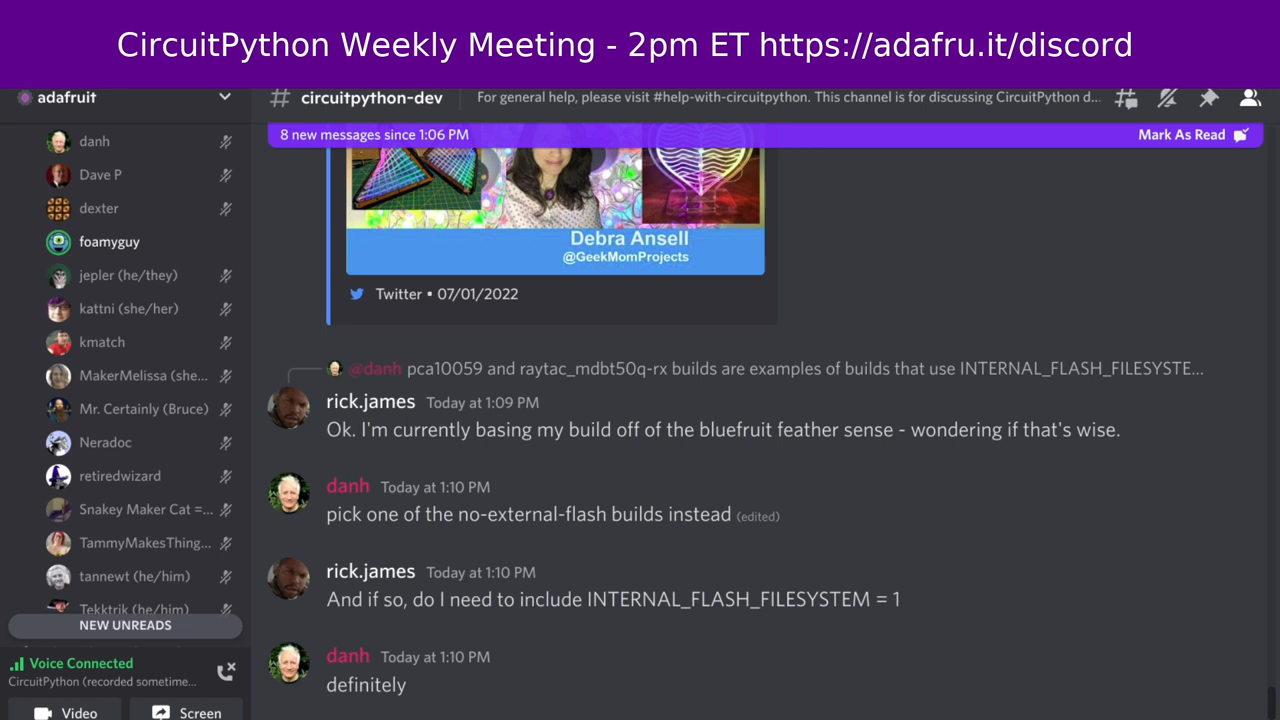 CircuitPython Weekly Meeting - 2pm ET https://adafru.it/discord
adafruit
danh
Dave P
dexter
foamyguy
jepler (he/they)
kattni (she/her)
kmatch
MakerMelissa (she...
Mr. Certainly (Bruce)
Neradoc
retiredwizard
Snakey Maker Cat =...
TammyMakesThing...
tannewt (he/him)
Tekktrik (he/him)
NEW UNREADS
Voice Connected
CircuitPython (recorded sometime...
Video
Screen
# circuitpython-dev
For general help, please visit #help-with-circuitpython. This channel is for discussing CircuitPython d...
8 new messages since 1:06 PM
Mark As Read
Debra Ansell
@GeekMomProjects
Twitter • 07/01/2022
@danh pca10059 and raytac_mdbt50q-rx builds are examples of builds that use INTERNAL_FLASH_FILESYSTE...
rick.james Today at 1:09 PM
Ok. I'm currently basing my build off of the bluefruit feather sense - wondering if that's wise.
danh Today at 1:10 PM
pick one of the no-external-flash builds instead (edited)
rick.james Today at 1:10 PM
And if so, do I need to include INTERNAL_FLASH_FILESYSTEM = 1
danh Today at 1:10 PM
definitely